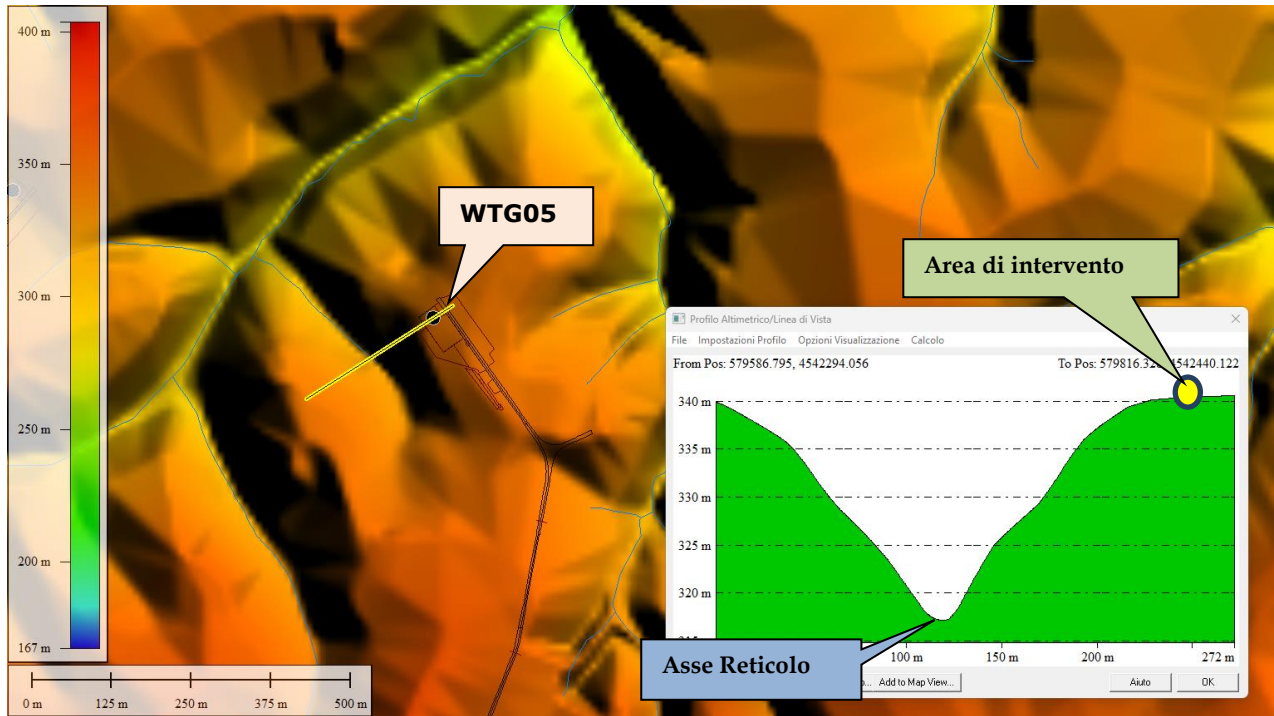 400 m
350 m
300 m
250 m
200 m
167 m
0 m 125 m 250 m 375 m 500 m
WTG05
Area di intervento
Profilo Altimetrico/Linea di Vista
File Impostazioni Profilo Opzioni Visualizzazione Calcolo
From Pos: 579586.795, 4542294.056 To Pos: 579816.32 4542440.122
340 m
335 m
330 m
325 m
320 m
100 m 150 m 200 m 272 m
Asse Reticolo
Add to Map View... Aiuto OK